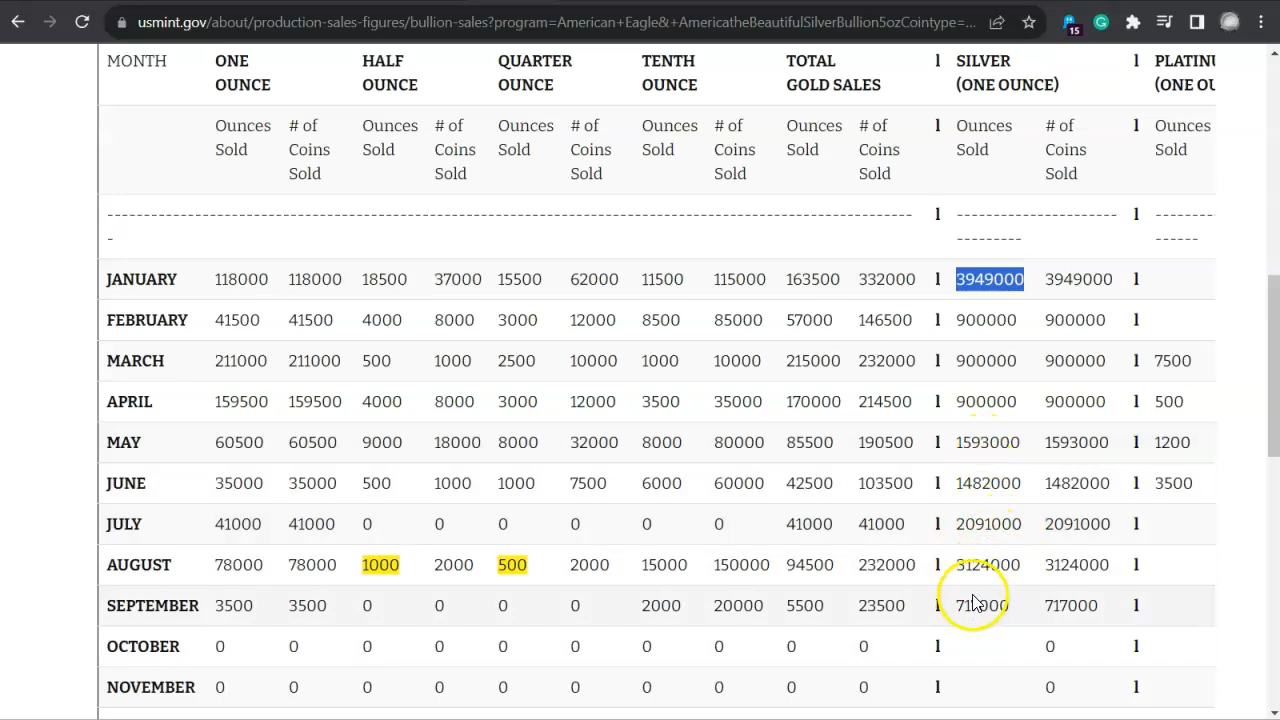 usmint.gov/about/production-sales-figures/bullion-sales?program=American+Eagle&+AmericatheBeautifulSilverBullion5ozCointype=...
15
MONTH ONE OUNCE HALF OUNCE QUARTER OUNCE TENTH OUNCE TOTAL GOLD SALES l SILVER (ONE OUNCE) l PLATINU (ONE OU
Ounces Sold # of Coins Sold Ounces Sold # of Coins Sold Ounces Sold # of Coins Sold Ounces Sold # of Coins Sold Ounces Sold # of Coins Sold l Ounces Sold # of Coins Sold l Ounces Sold
l l
JANUARY 118000 118000 18500 37000 15500 62000 11500 115000 163500 332000 l 3949000 3949000 l
FEBRUARY 41500 41500 4000 8000 3000 12000 8500 85000 57000 146500 l 900000 900000 l
MARCH 211000 211000 500 1000 2500 10000 1000 10000 215000 232000 l 900000 900000 l 7500
APRIL 159500 159500 4000 8000 3000 12000 3500 35000 170000 214500 l 900000 900000 l 500
MAY 60500 60500 9000 18000 8000 32000 8000 80000 85500 190500 l 1593000 1593000 l 1200
JUNE 35000 35000 500 1000 1000 7500 6000 60000 42500 103500 l 1482000 1482000 l 3500
JULY 41000 41000 0 0 0 0 0 0 41000 41000 l 2091000 2091000 l
AUGUST 78000 78000 1000 2000 500 2000 15000 150000 94500 232000 l 3124000 3124000 l
SEPTEMBER 3500 3500 0 0 0 0 2000 20000 5500 23500 l 717000 l
OCTOBER 0 0 0 0 0 0 0 0 0 0 l 0 l
NOVEMBER 0 0 0 0 0 0 0 0 0 0 l 0 l